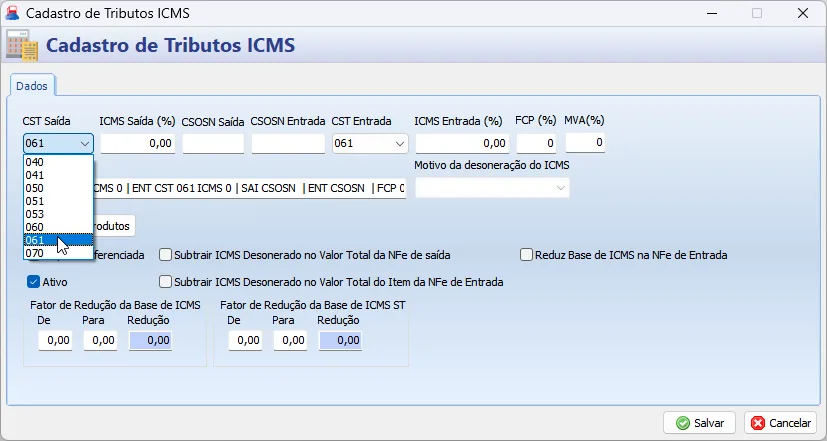 Cadastro de Tributos ICMS
Cadastro de Tributos ICMS
Dados
CST Saída ICMS Saída (%) CSOSN Saída CSOSN Entrada CST Entrada ICMS Entrada (%) FCP (%) MVA(%)
061 0,00 061 0,00 0 0
040
041
050
051
053
060
061
070
Motivo da desoneração do ICMS
CMS 0 | ENT CST 061 ICMS 0 | SAI CSOSN | ENT CSOSN | FCP 0
rodutos
ferenciada Subtrair ICMS Desonerado no Valor Total da NFe de saída Reduz Base de ICMS na NFe de Entrada
Ativo Subtrair ICMS Desonerado no Valor Total do Item da NFe de Entrada
Fator de Redução da Base de ICMS Fator de Redução da Base de ICMS ST
De Para Redução De Para Redução
0,00 0,00 0,00 0,00 0,00 0,00
Salvar Cancelar